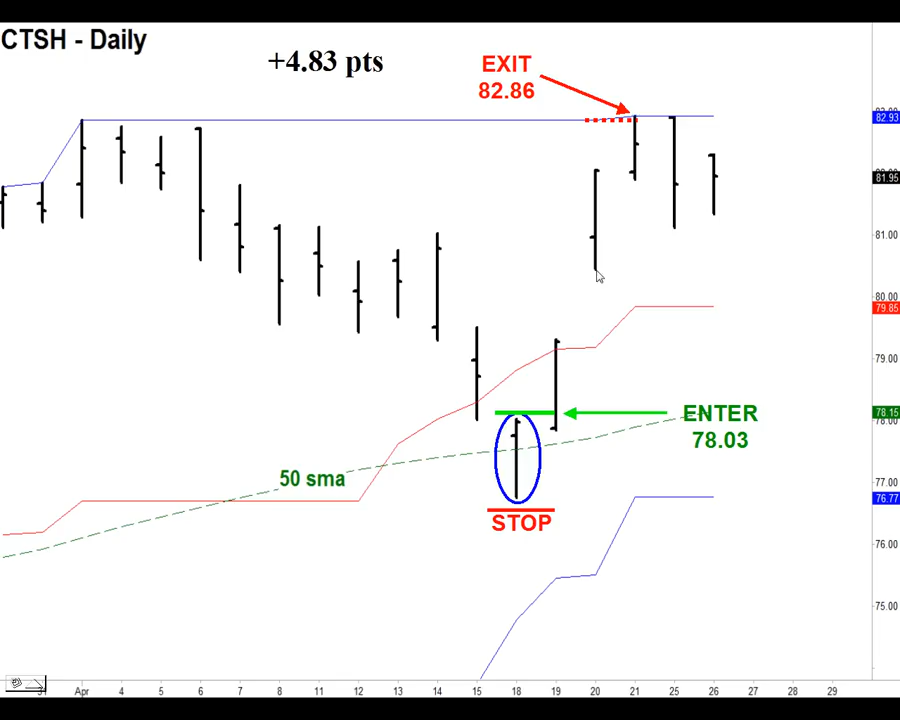 CTSH - Daily
+4.83 pts
EXIT
82.86
82.93
81.95
81.00
80.00
79.85
79.00
78.15
78.00
77.00
76.77
76.00
75.00
ENTER
78.03
50 sma
STOP
Apr 4 5 6 7 8 11 12 13 14 15 18 19 20 21 25 26 27 28 29